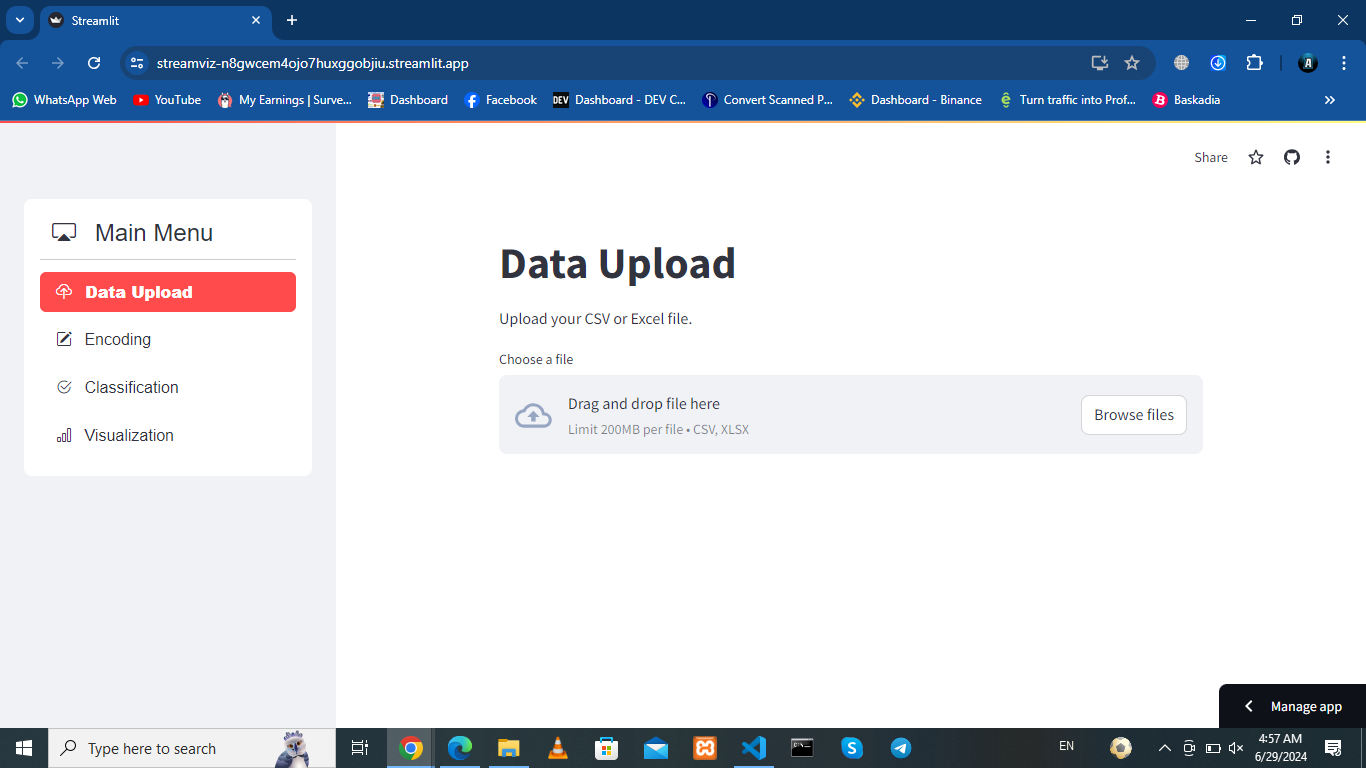 Streamlit
streamviz-n8gwcem4ojo7huxggobjiu.streamlit.app
WhatsApp Web
YouTube
My Earnings | Surve...
Dashboard
Facebook
DEV
Dashboard - DEV C...
Convert Scanned P...
Dashboard - Binance
Turn traffic into Prof...
Baskadia
A
Share
Main Menu
Data Upload
Encoding
Classification
Visualization
Data Upload
Upload your CSV or Excel file.
Choose a file
Drag and drop file here
Limit 200MB per file • CSV, XLSX
Browse files
Manage app
Type here to search
EN
4:57 AM
6/29/2024